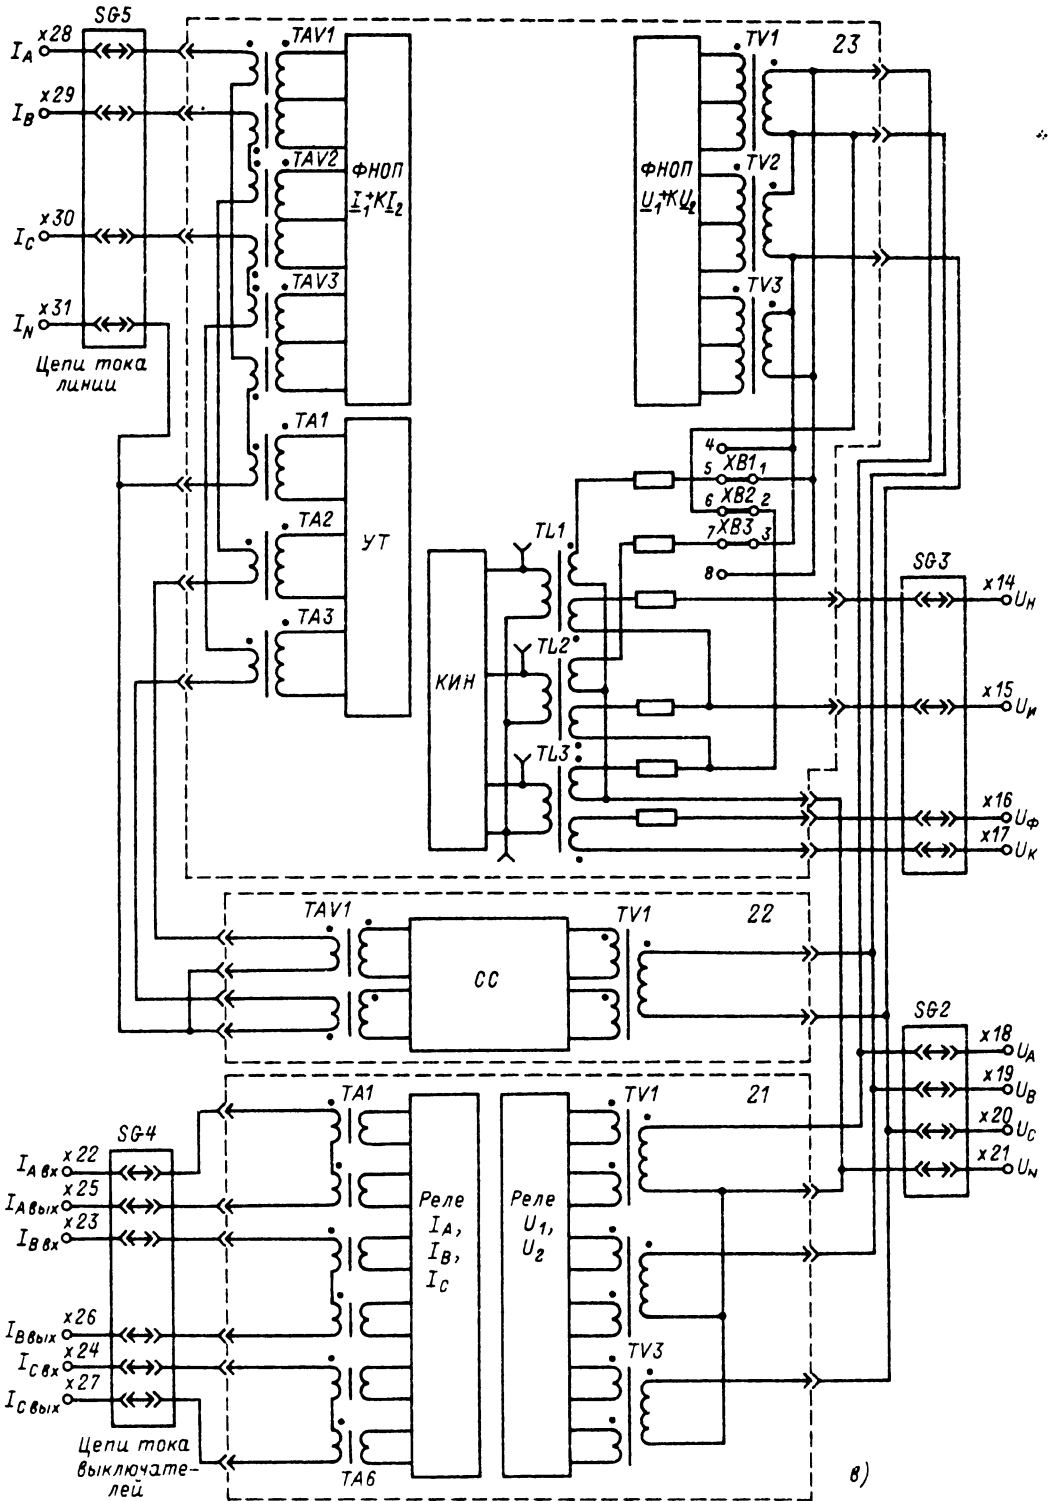 SG5
x28
I_A
x29
I_B
x30
I_C
x31
I_N
Цепи тока
линии
TAV1
TAV2
TAV3
ФНОП
I_1+KI_2
TA1
TA2
TA3
УТ
23
TV1
TV2
TV3
ФНОП
U_1+KU_2
4
5 XB1 1
6 XB2 2
7 XB3 3
8
TL1
TL2
TL3
КИН
SG3
x14
U_н
x15
U_и
x16
U_ф
x17
U_к
22
TAV1
CC
TV1
SG2
x18
U_A
x19
U_B
x20
U_C
x21
U_N
21
SG4
x22
I_A вх
x25
I_A вых
x23
I_B вх
x26
I_B вых
x24
I_C вх
x27
I_C вых
Цепи тока
выключате-
лей
TA1
TA6
Реле
I_A,
I_B,
I_C
Реле
U_1,
U_2
TV1
TV3
в)